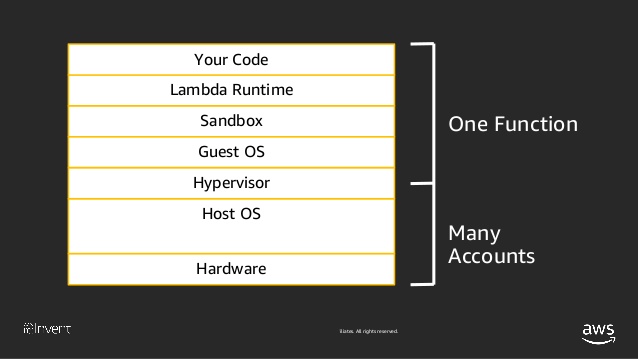 Your Code
Lambda Runtime
Sandbox
One Function
Guest OS
Hypervisor
Host OS
Many
Accounts
Hardware
re:Invent
iliates. All rights reserved.
aws